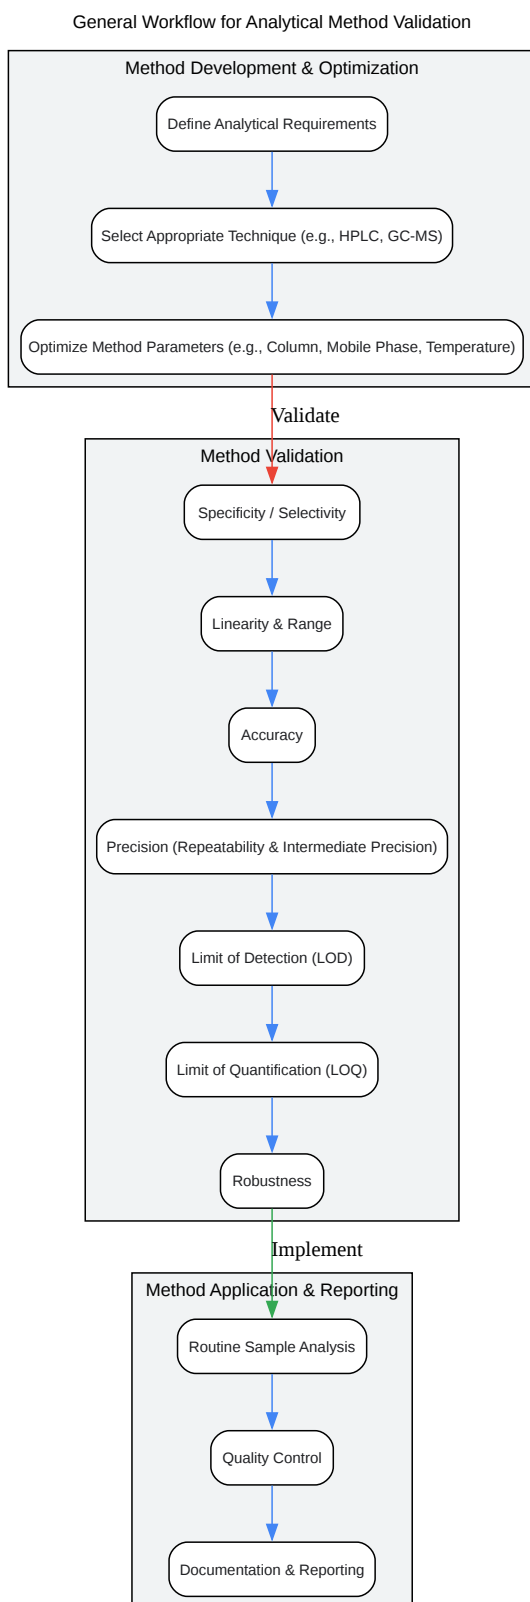 General Workflow for Analytical Method Validation
Method Development & Optimization
Define Analytical Requirements
Select Appropriate Technique (e.g., HPLC, GC-MS)
Optimize Method Parameters (e.g., Column, Mobile Phase, Temperature)
Validate
Method Validation
Specificity / Selectivity
Linearity & Range
Accuracy
Precision (Repeatability & Intermediate Precision)
Limit of Detection (LOD)
Limit of Quantification (LOQ)
Robustness
Implement
Method Application & Reporting
Routine Sample Analysis
Quality Control
Documentation & Reporting